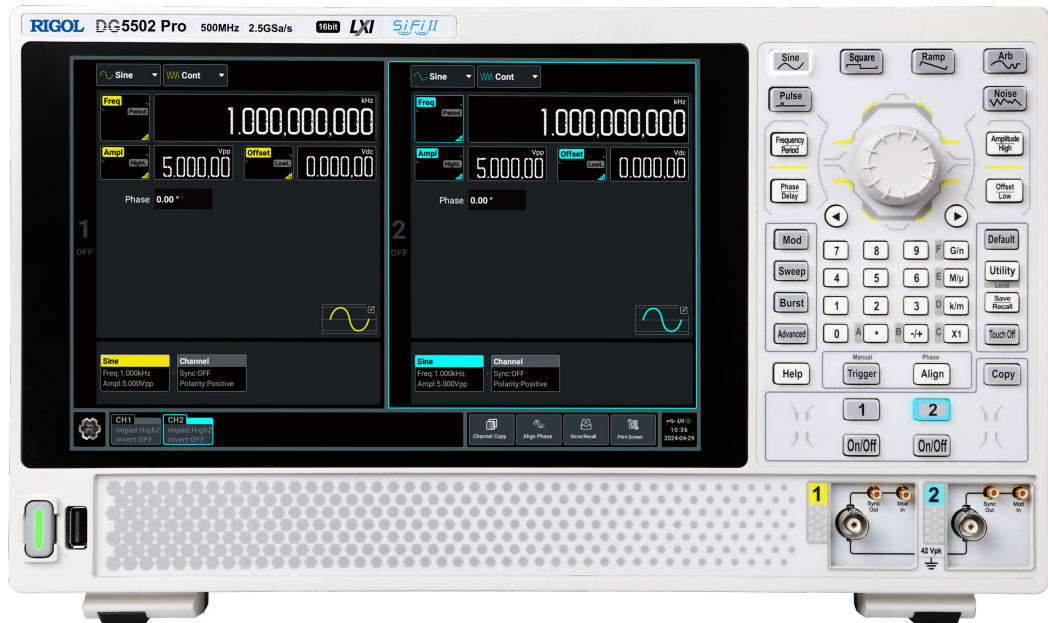 RIGOL DG5502 Pro 500MHz 2.5GSa/s 16bit LXI SiFi II
Sine Cont
Freq
Period
kHz
1.000,000,000
Ampl
HighL
Vpp
5.000,00
Offset
LowL
Vdc
0.000,00
Phase 0.00 °
1
OFF
Sine
Freq:1.000kHz
Ampl:5.000Vpp
Channel
Sync:OFF
Polarity:Positive
Sine Cont
Freq
Period
kHz
1.000,000,000
Ampl
HighL
Vpp
5.000,00
Offset
LowL
Vdc
0.000,00
Phase 0.00 °
2
OFF
Sine
Freq:1.000kHz
Ampl:5.000Vpp
Channel
Sync:OFF
Polarity:Positive
CH1
Imped:HighZ
Invert:OFF
CH2
Imped:HighZ
Invert:OFF
Channel Copy
Align Phase
Store/Recall
Print Screen
LXI
10:36
2024-04-29
Sine Square Ramp Arb
Pulse Noise
Frequency
Period
Amplitude
High
Phase
Delay
Offset
Low
Mod 7 8 9 F G/n Default
Sweep 4 5 6 E M/µ Utility
Local
Burst 1 2 3 D k/m Save
Recall
Advanced 0 A • B -/+ C X1 Touch Off
Manual Phase
Help Trigger Align Copy
1 2
On/Off On/Off
1
Sync
Out
Mod
In
2
Sync
Out
Mod
In
42 Vpk